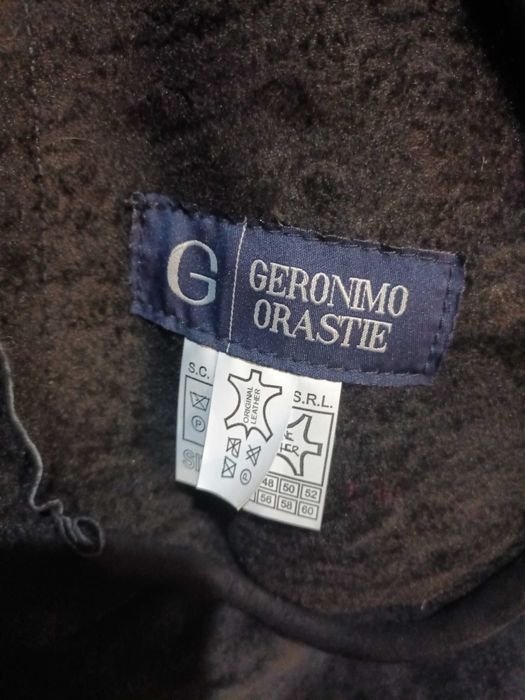 G
GERONIMO
ORASTIE
S.C.
S.R.L.
ORIGINAL
LEATHER
P
48 50 52
56 58 60